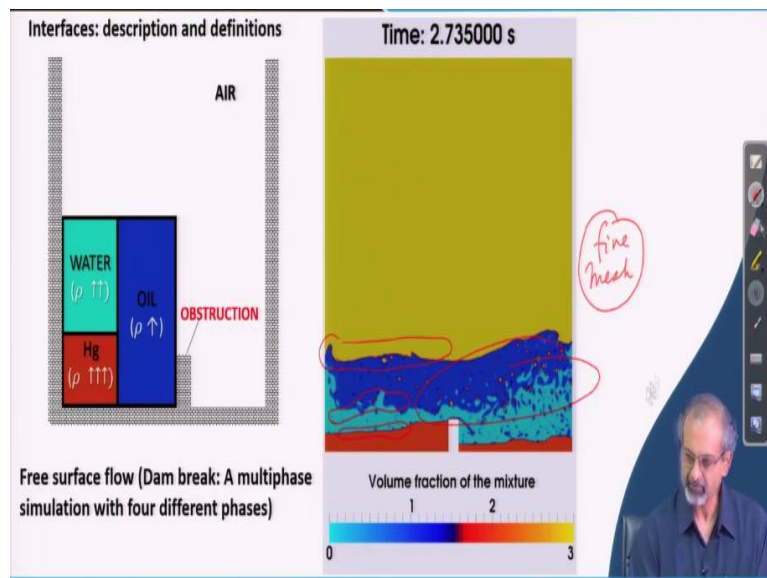 Interfaces: description and definitions
Time: 2.735000 s
AIR
WATER
(ρ ↑↑)
OIL
(ρ ↑)
Hg
(ρ ↑↑↑)
OBSTRUCTION
fine
mesh
Free surface flow (Dam break: A multiphase
simulation with four different phases)
Volume fraction of the mixture
1 2
0 3